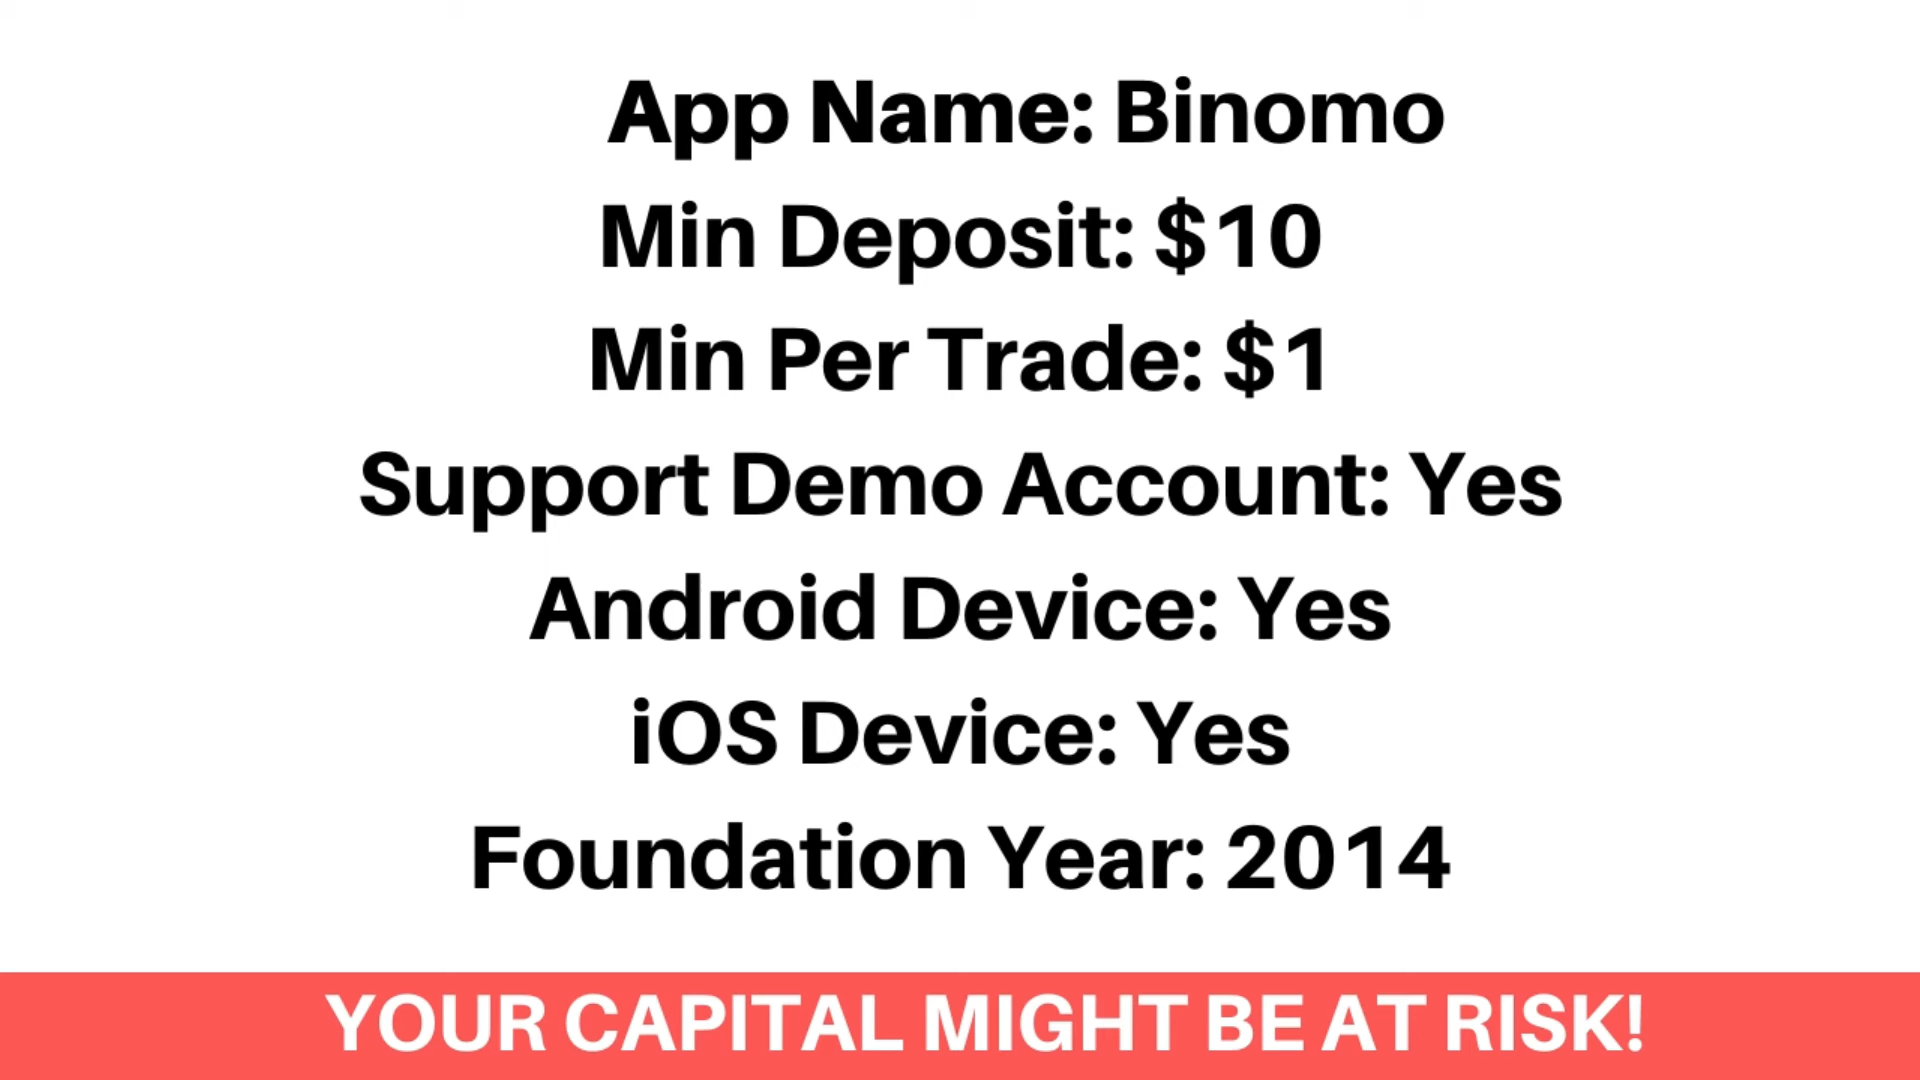 App Name: Binomo
Min Deposit: $10
Min Per Trade: $1
Support Demo Account: Yes
Android Device: Yes
iOS Device: Yes
Foundation Year: 2014
YOUR CAPITAL MIGHT BE AT RISK!